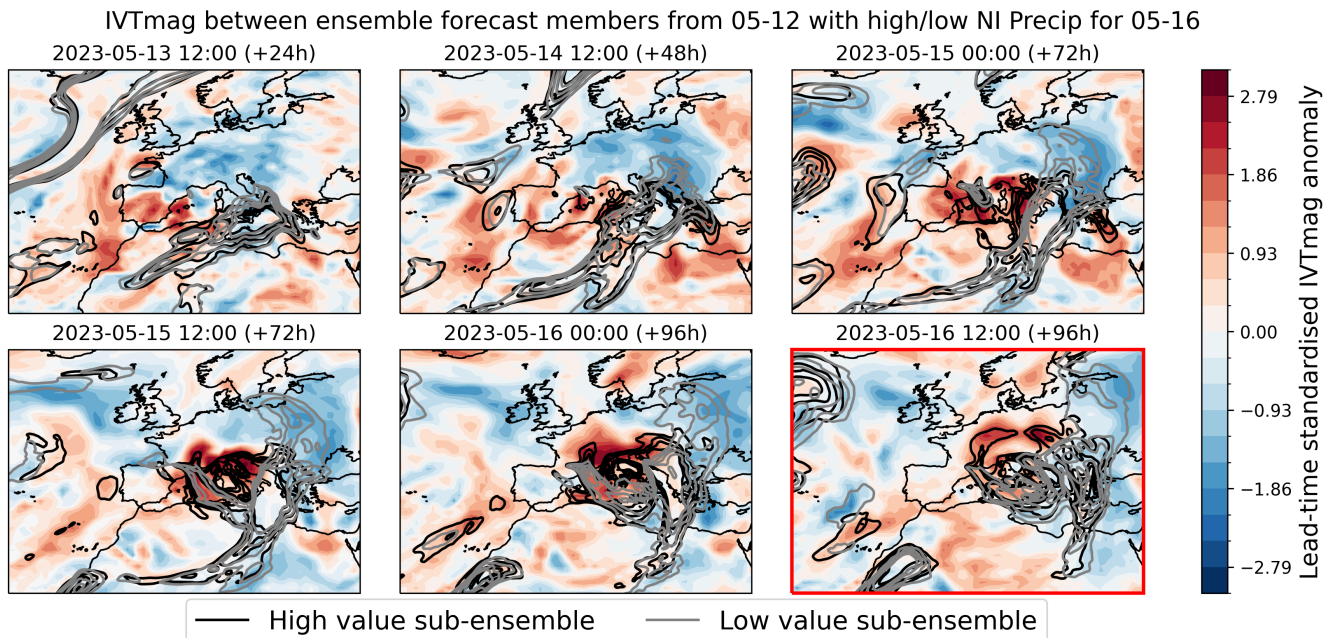 IVTmag between ensemble forecast members from 05-12 with high/low NI Precip for 05-16
2023-05-13 12:00 (+24h)
2023-05-14 12:00 (+48h)
2023-05-15 00:00 (+72h)
2023-05-15 12:00 (+72h)
2023-05-16 00:00 (+96h)
2023-05-16 12:00 (+96h)
2.79
1.86
0.93
0.00
−0.93
−1.86
−2.79
Lead-time standardised IVTmag anomaly
High value sub-ensemble
Low value sub-ensemble